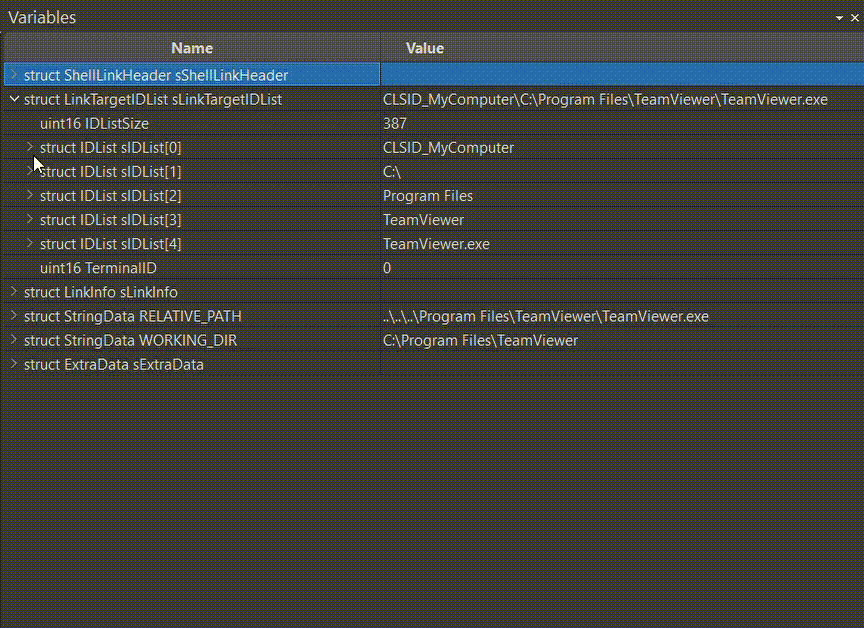 Variables
Name Value
struct ShellLinkHeader sShellLinkHeader
struct LinkTargetIDList sLinkTargetIDList CLSID_MyComputer\C:\Program Files\TeamViewer\TeamViewer.exe
uint16 IDListSize 387
struct IDList sIDList[0] CLSID_MyComputer
struct IDList sIDList[1] C:\
struct IDList sIDList[2] Program Files
struct IDList sIDList[3] TeamViewer
struct IDList sIDList[4] TeamViewer.exe
uint16 TerminalID 0
struct LinkInfo sLinkInfo
struct StringData RELATIVE_PATH ..\..\..\Program Files\TeamViewer\TeamViewer.exe
struct StringData WORKING_DIR C:\Program Files\TeamViewer
struct ExtraData sExtraData